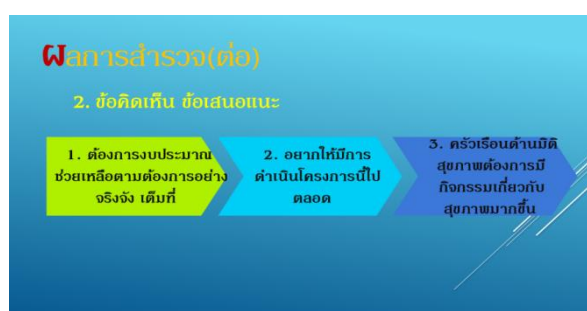 ผลการสำรวจ(ต่อ)
2. ข้อคิดเห็น ข้อเสนอแนะ
1. ต้องการงบประมาณ
ช่วยเหลือตามต้องการอย่าง
จริงจัง เต็มที่
2. อยากให้มีการ
ดำเนินโครงการนี้ไป
ตลอด
3. ครัวเรือนด้านมิติ
สุขภาพต้องการมี
กิจกรรมเกี่ยวกับ
สุขภาพมากขึ้น